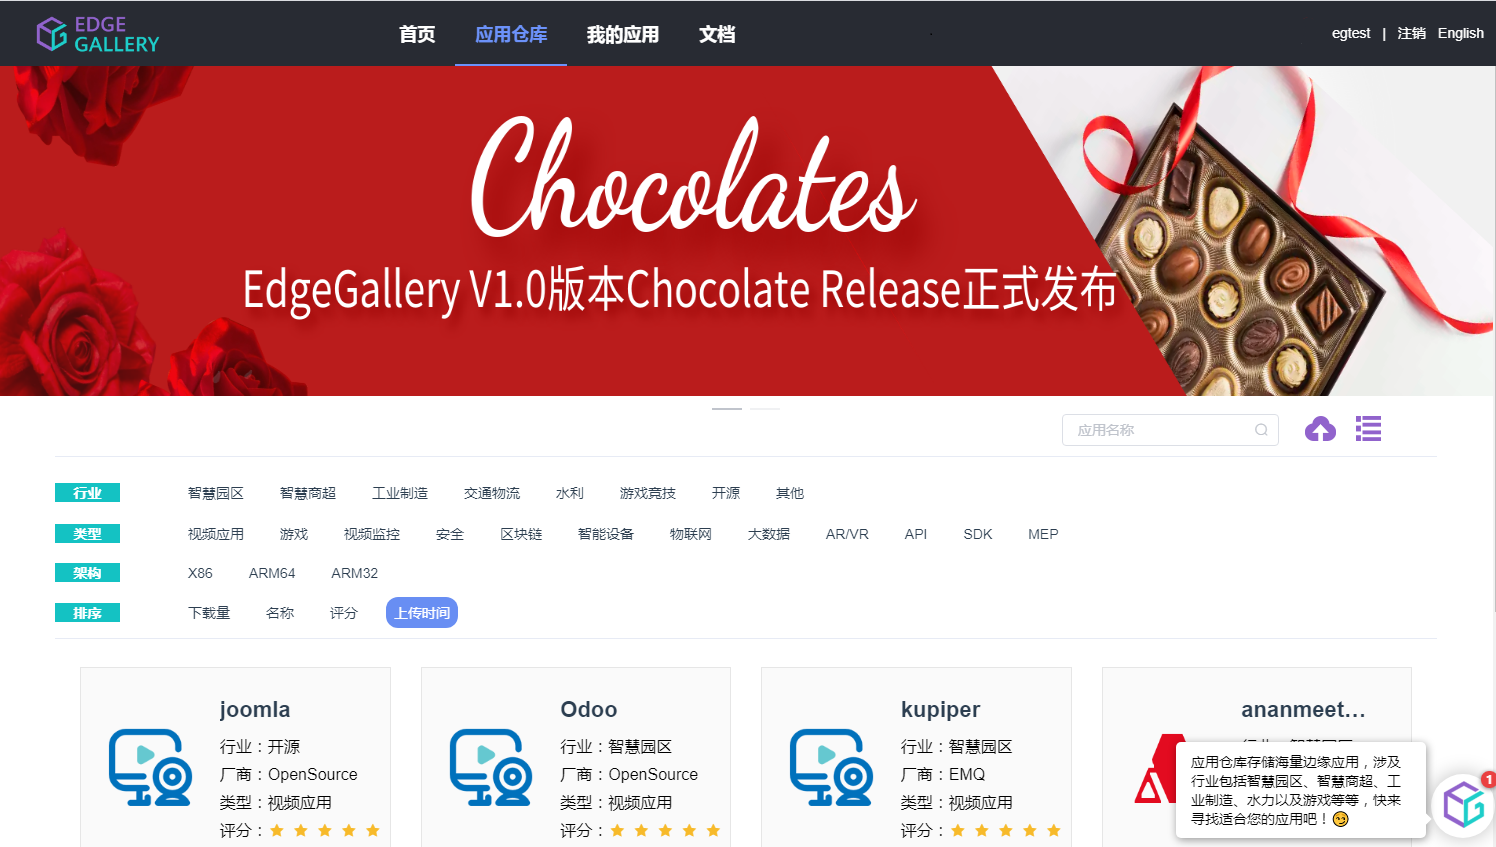 EDGE
GALLERY
首页 应用仓库 我的应用 文档
egtest | 注销 English
Chocolates
EdgeGallery V1.0版本Chocolate Release正式发布
应用名称
行业 智慧园区 智慧商超 工业制造 交通物流 水利 游戏竞技 开源 其他
类型 视频应用 游戏 视频监控 安全 区块链 智能设备 物联网 大数据 AR/VR API SDK MEP
架构 X86 ARM64 ARM32
排序 下载量 名称 评分 上传时间
joomla
行业：开源
厂商：OpenSource
类型：视频应用
评分：
Odoo
行业：智慧园区
厂商：OpenSource
类型：视频应用
评分：
kupiper
行业：智慧园区
厂商：EMQ
类型：视频应用
评分：
ananmeet...
应用仓库存储海量边缘应用，涉及
行业包括智慧园区、智慧商超、工
业制造、水力以及游戏等等，快来
寻找适合您的应用吧！
1